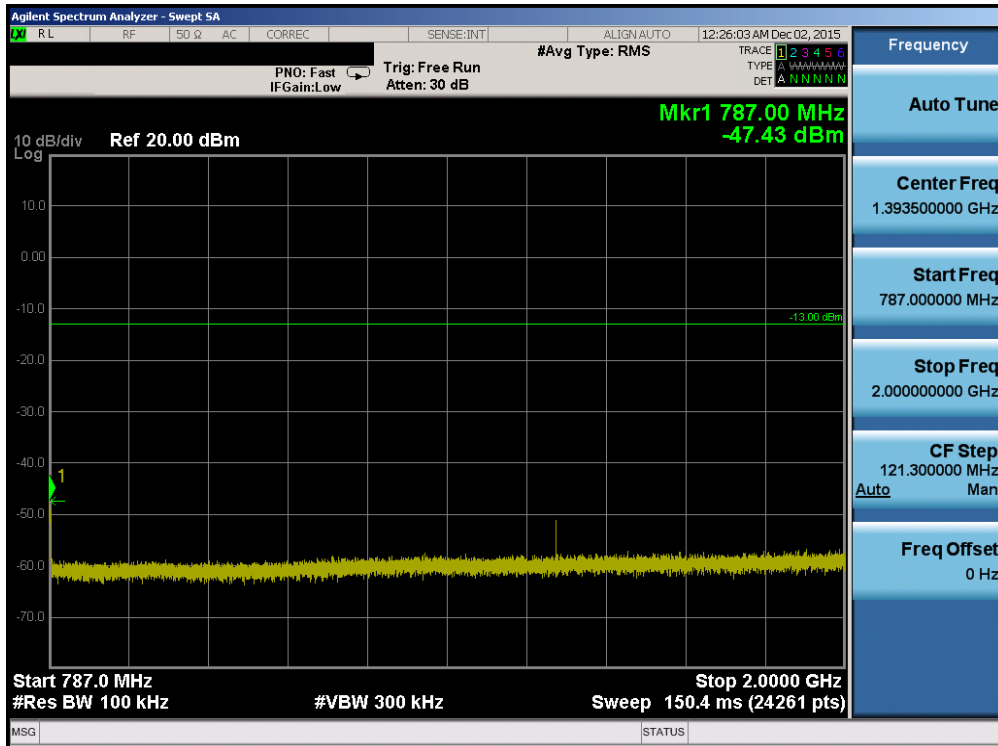 Agilent Spectrum Analyzer - Swept SA
LXI RL RF 50 Ω AC CORREC SENSE:INT ALIGN AUTO 12:26:03 AM Dec 02, 2015
#Avg Type: RMS TRACE 1 2 3 4 5 6
PNO: Fast Trig: Free Run TYPE A WWWWW
IFGain:Low Atten: 30 dB DET A N N N N N
Mkr1 787.00 MHz
10 dB/div Ref 20.00 dBm -47.43 dBm
Log
10.0
0.00
-10.0
-13.00 dBm
-20.0
-30.0
-40.0
1
-50.0
-60.0
-70.0
Start 787.0 MHz Stop 2.0000 GHz
#Res BW 100 kHz #VBW 300 kHz Sweep 150.4 ms (24261 pts)
MSG STATUS
Frequency
Auto Tune
Center Freq
1.393500000 GHz
Start Freq
787.000000 MHz
Stop Freq
2.000000000 GHz
CF Step
121.300000 MHz
Auto Man
Freq Offset
0 Hz